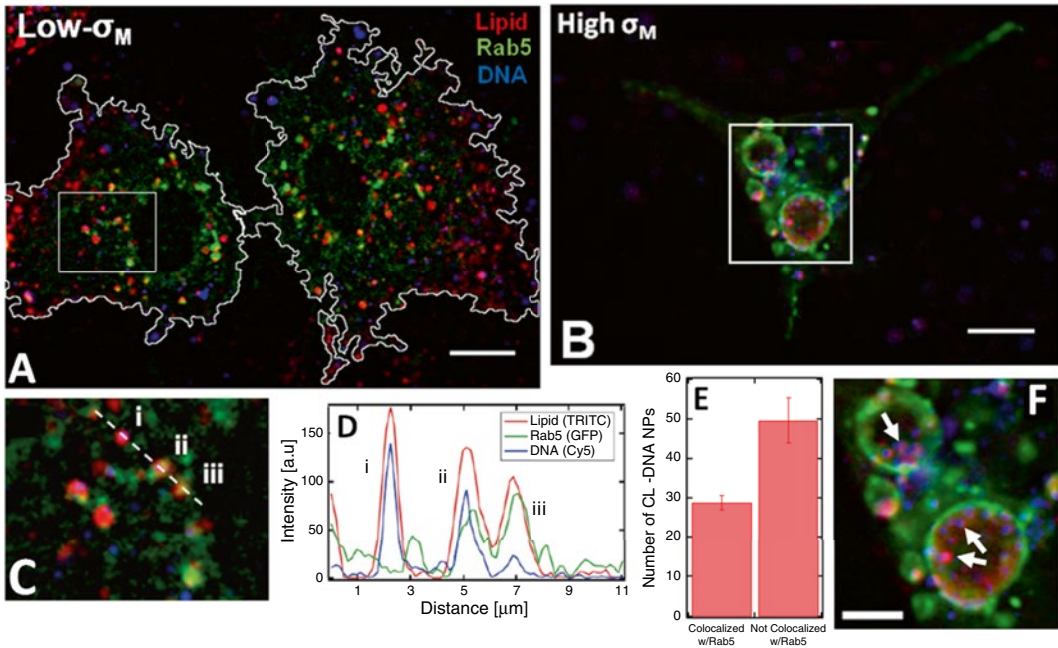 Low-σM
Lipid
Rab5
DNA
A
High σM
B
i
ii
iii
C
D
Lipid (TRITC)
Rab5 (GFP)
DNA (Cy5)
i
ii
iii
Intensity [a.u]
150
100
50
0
1
3
5
7
9
11
Distance [μm]
E
Number of CL -DNA NPs
60
50
40
30
20
10
0
Colocalized
w/Rab5
Not Colocalized
w/Rab5
F